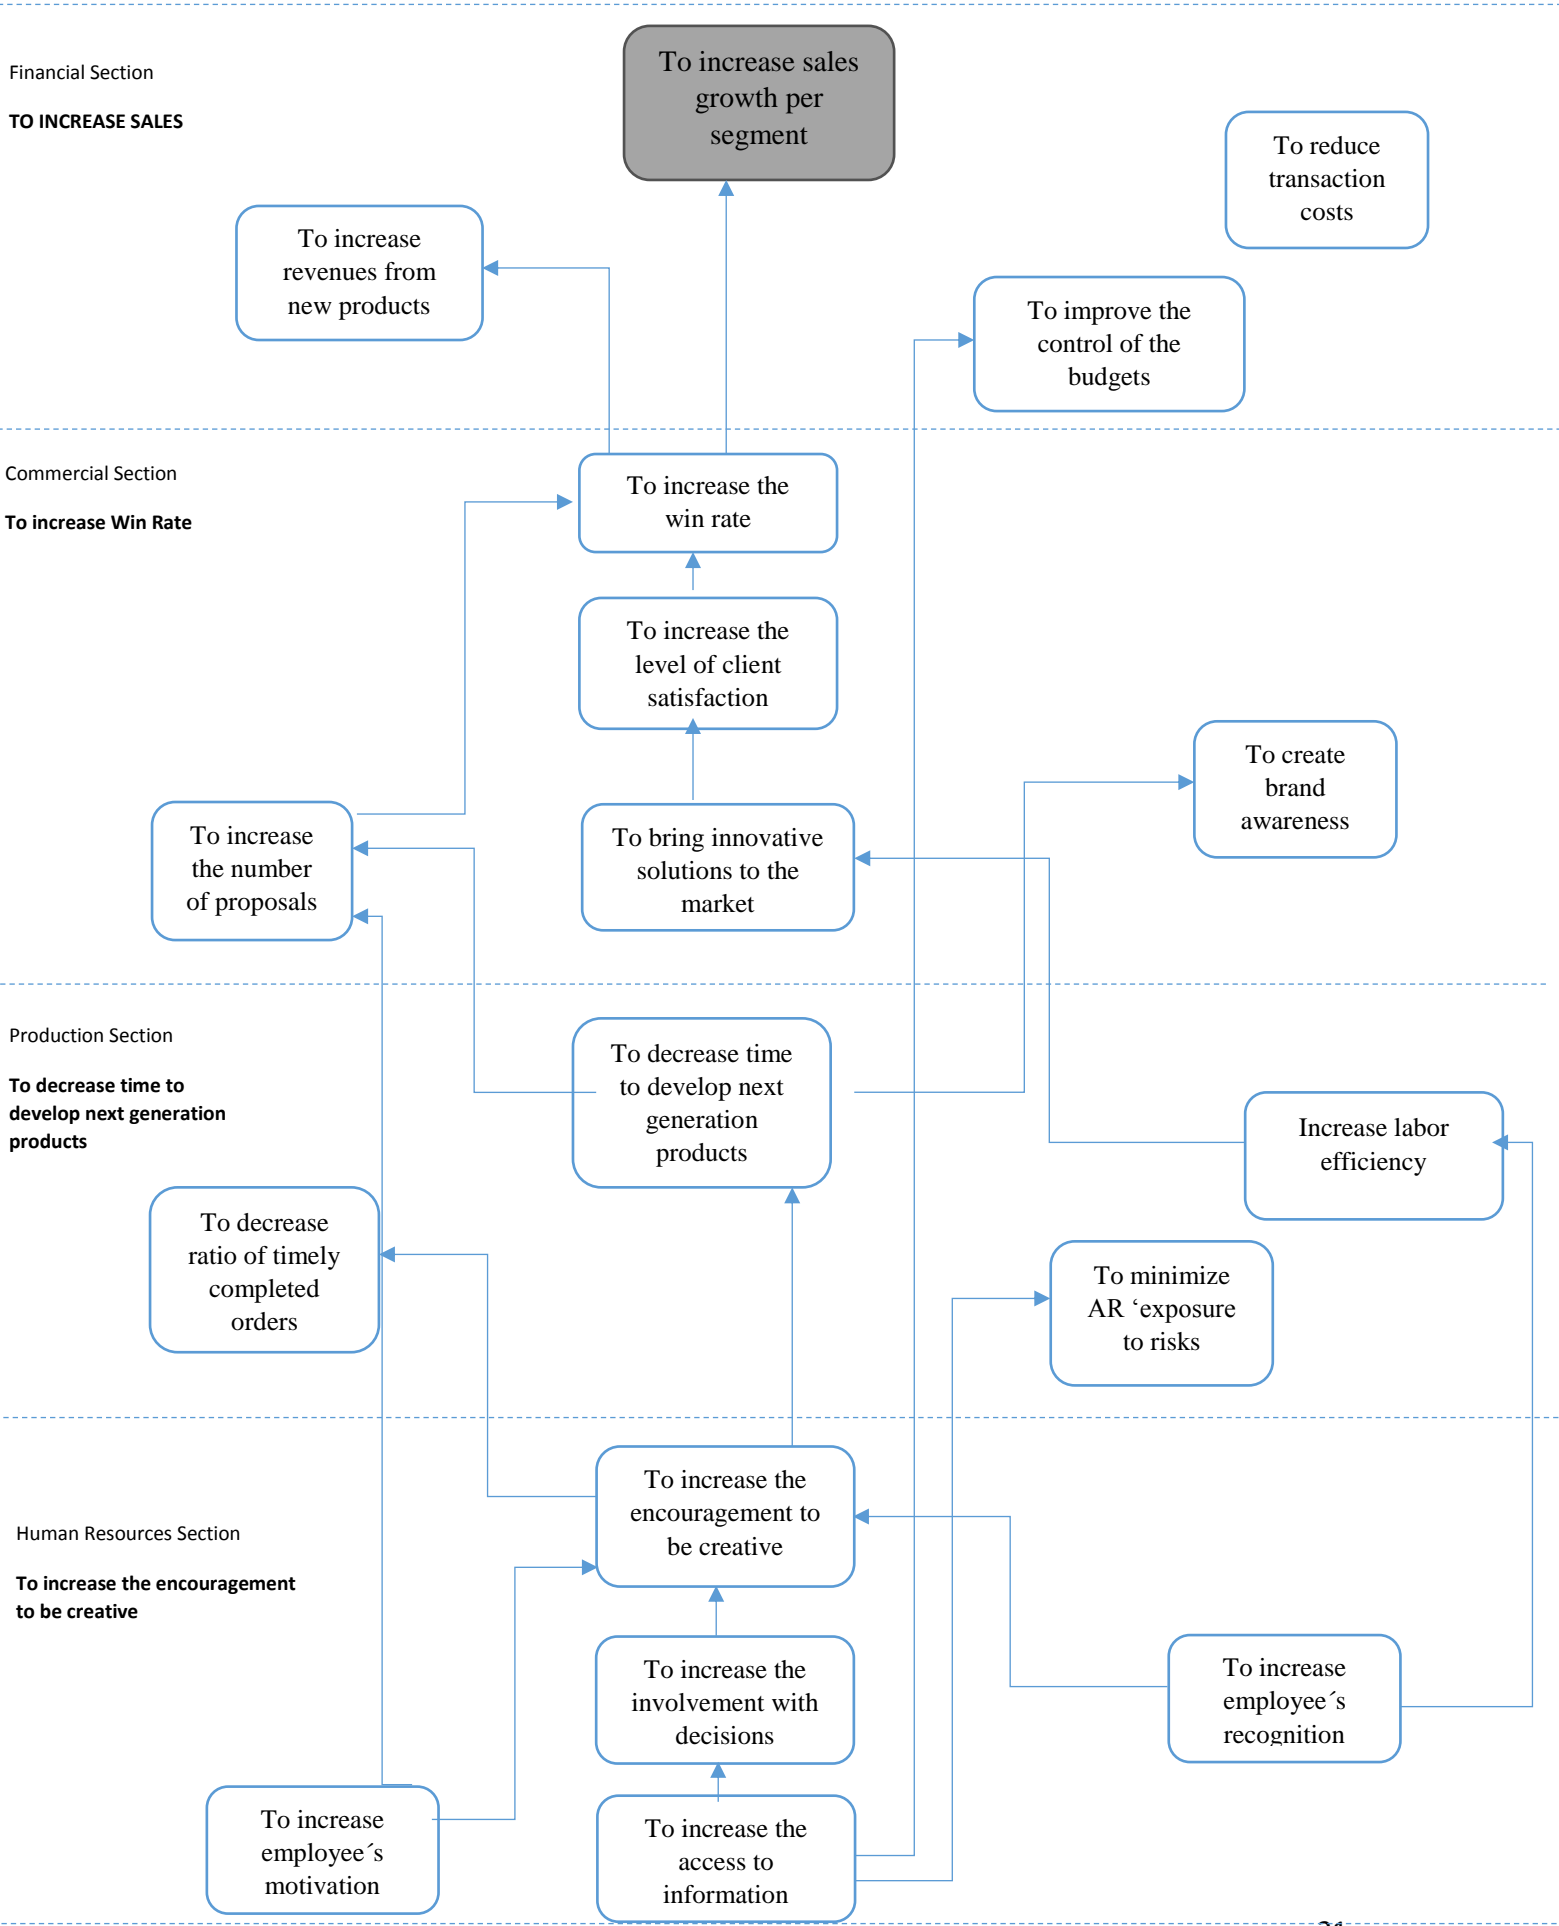 Financial Section
TO INCREASE SALES
To increase sales
growth per
segment
To reduce
transaction
costs
To increase
revenues from
new products
To improve the
control of the
budgets
Commercial Section
To increase Win Rate
To increase the
win rate
To increase the
level of client
satisfaction
To create
brand
awareness
To increase
the number
of proposals
To bring innovative
solutions to the
market
Production Section
To decrease time to
develop next generation
products
To decrease time
to develop next
generation
products
Increase labor
efficiency
To decrease
ratio of timely
completed
orders
To minimize
AR ‘exposure
to risks
Human Resources Section
To increase the encouragement
to be creative
To increase the
encouragement to
be creative
To increase the
involvement with
decisions
To increase
employee´s
recognition
To increase
employee´s
motivation
To increase the
access to
information